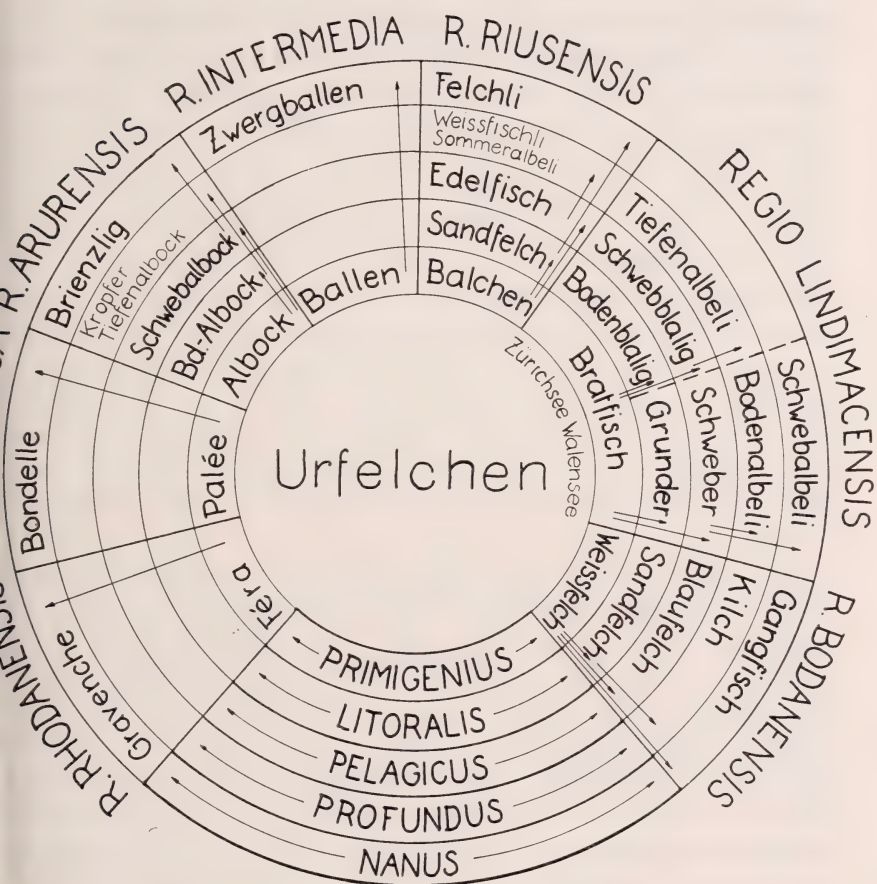 R. INTERMEDIA
R. RIUSENSIS
REGIO LINDIMACENSIS
R. BODANENSIS
R. RHODANENSIS
R. ARURENSIS
Zwergballen
Ballen
Felchli
Weissfischli
Sommeralbeli
Edelfisch
Sandfelch
Balchen
Tiefenalbeli
Schwebblalig
Bodenblalig
Bratfisch
Zürichsee Walensee
Schwebalbeli
Bodenalbeli
Schweber
Grunder
Gangfisch
Kilch
Blaufelch
Sandfelch
Weissfelch
PRIMIGENIUS
LITORALIS
PELAGICUS
PROFUNDUS
NANUS
Gravenche
Féra
Bondelle
Palée
Brienzlig
Kropfer
Tiefenalbock
Schwebalbock
Bd-Albock
Albock
Urfelchen